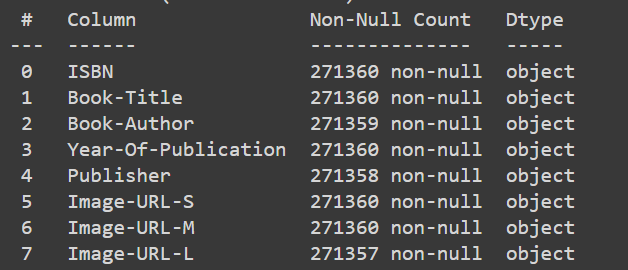 #   Column               Non-Null Count   Dtype
---  ------               --------------   -----
0   ISBN                 271360 non-null  object
1   Book-Title           271360 non-null  object
2   Book-Author          271359 non-null  object
3   Year-Of-Publication  271360 non-null  object
4   Publisher            271358 non-null  object
5   Image-URL-S          271360 non-null  object
6   Image-URL-M          271360 non-null  object
7   Image-URL-L          271357 non-null  object